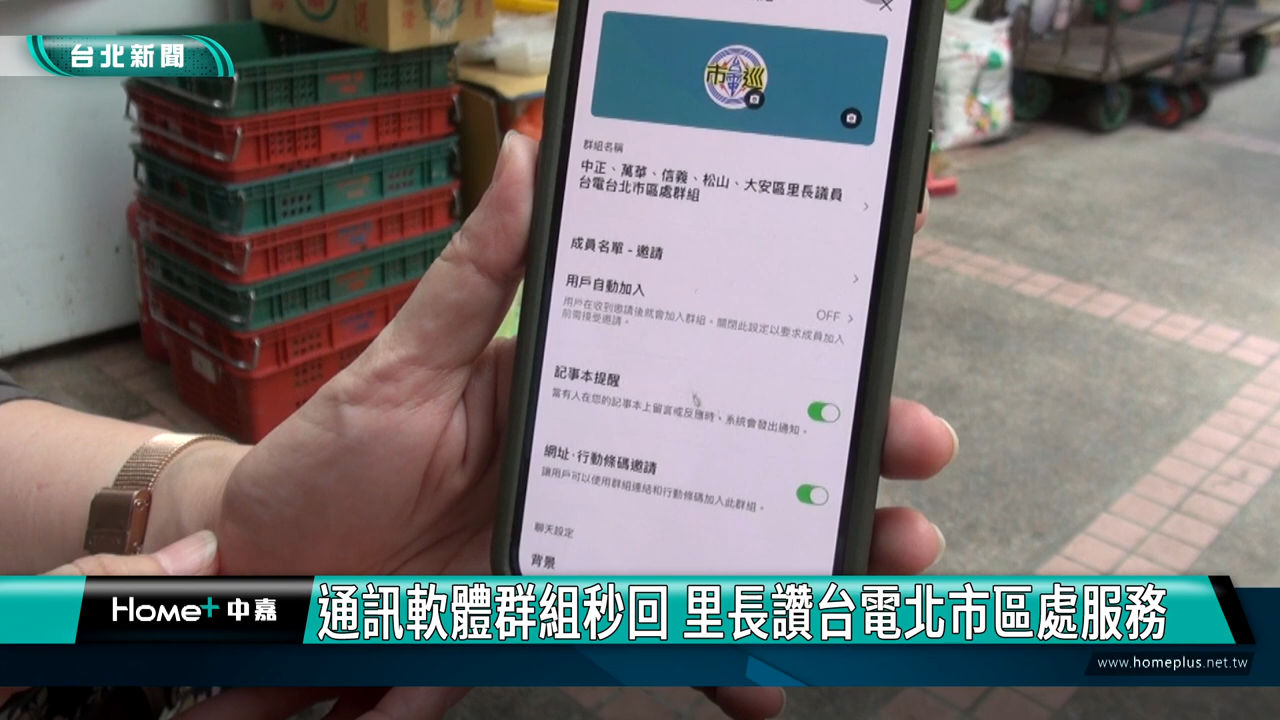 台北新聞
市台電巡
群組名稱
中正、萬華、信義、松山、大安區里長議員
台電台北市區處群組
成員名單 - 邀請
用戶自動加入
OFF
用戶在收到邀請後就會加入群組。關閉此設定以要求成員加入
前需接受邀請。
記事本提醒
當有人在您的記事本上留言或反應時，系統會發出通知。
網址·行動條碼邀請
讓用戶可以使用群組連結和行動條碼加入此群組。
聊天設定
背景
Home+ 中嘉
通訊軟體群組秒回 里長讚台電北市區處服務
www.homeplus.net.tw